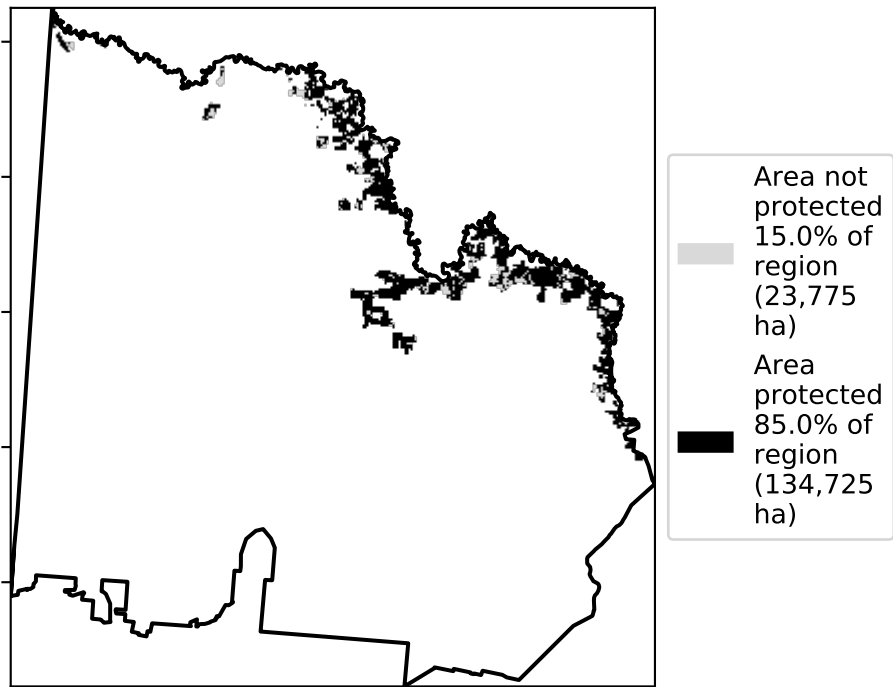 Area not
protected
15.0% of
region
(23,775
ha)
Area
protected
85.0% of
region
(134,725
ha)